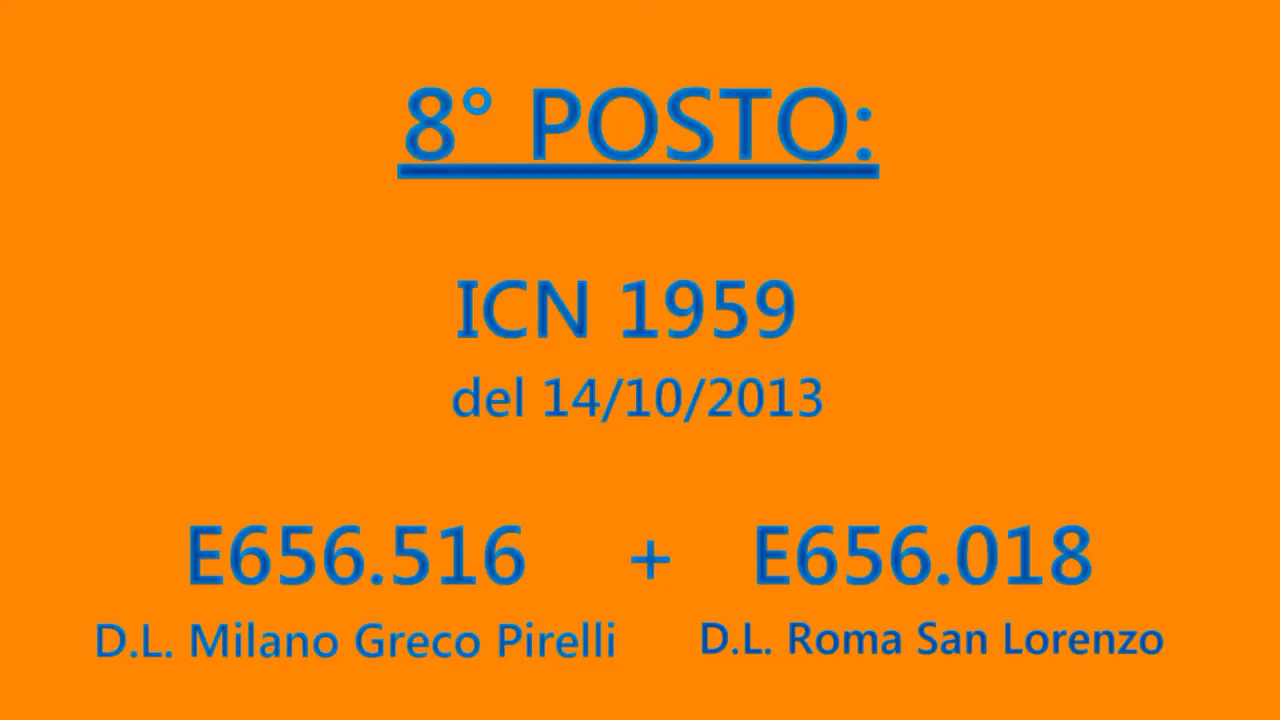 8° POSTO:
ICN 1959
del 14/10/2013
E656.516 + E656.018
D.L. Milano Greco Pirelli D.L. Roma San Lorenzo